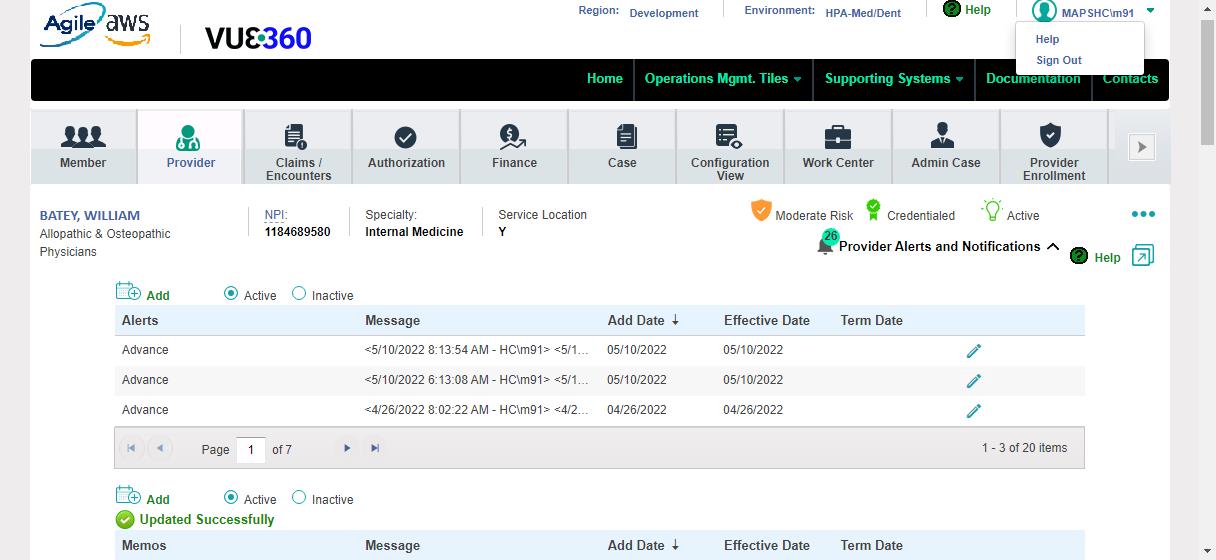 Agile aws
VUE360
Region: Development
Environment: HPA-Med/Dent
Help
MAPSHC\m91
Help
Sign Out
Home
Operations Mgmt. Tiles
Supporting Systems
Documentation
Contacts
Member
Provider
Claims / Encounters
Authorization
Finance
Case
Configuration View
Work Center
Admin Case
Provider Enrollment
BATEY, WILLIAM
Allopathic & Osteopathic
Physicians
NPI:
1184689580
Specialty:
Internal Medicine
Service Location
Y
Moderate Risk
Credentialed
Active
26
Provider Alerts and Notifications
Help
Add Active Inactive
Alerts Message Add Date ↓ Effective Date Term Date
Advance <5/10/2022 8:13:54 AM - HC\m91> <5/1... 05/10/2022 05/10/2022
Advance <5/10/2022 6:13:08 AM - HC\m91> <5/1... 05/10/2022 05/10/2022
Advance <4/26/2022 8:02:22 AM - HC\m91> <4/2... 04/26/2022 04/26/2022
Page 1 of 7 1 - 3 of 20 items
Add Active Inactive
Updated Successfully
Memos Message Add Date ↓ Effective Date Term Date